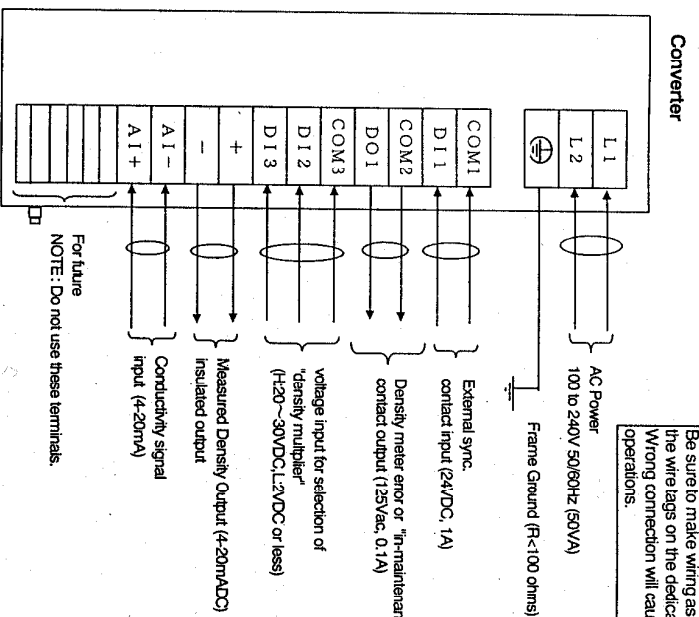 Converter
Be sure to make wiring as
the wire tags on the dedica
Wrong connection will cau
operations.
L1
L2
AC Power
100 to 240V 50/60Hz (50VA)
Frame Ground (R<100 ohms)
COM1
DI1
External sync.
contact input (24VDC, 1A)
COM2
DO1
Density meter error or "in-maintenan
contact output (125Vac, 0.1A)
COM3
DI2
DI3
voltage input for selection of
"density multplier"
(H:20～30VDC,L:2VDC or less)
+
-
Measured Density Output (4-20mADC)
insulated output
AI-
AI+
Conductivity signal
input (4-20mA)
For future
NOTE : Do not use these terminals.